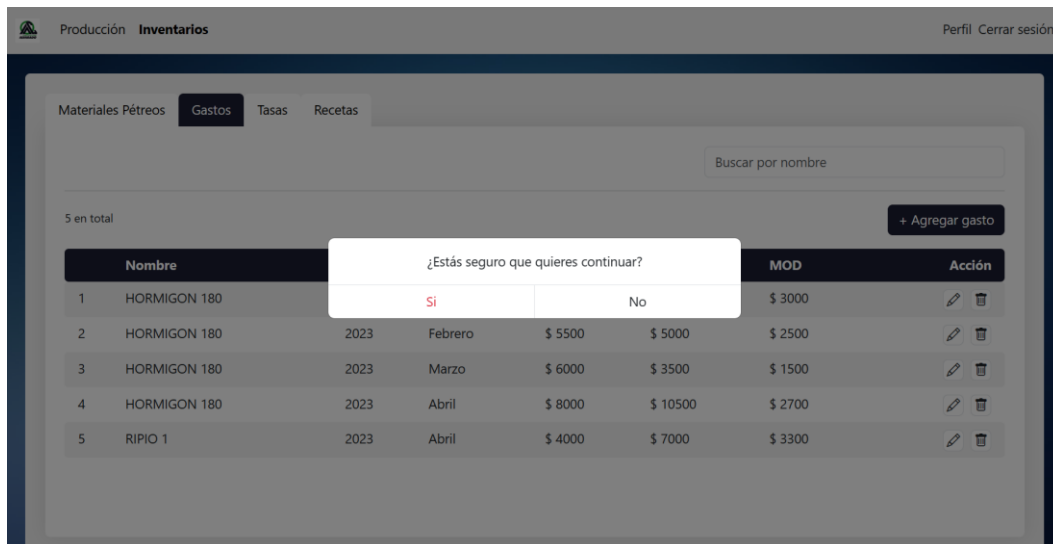 Producción Inventarios Perfil Cerrar sesión
Materiales Pétreos Gastos Tasas Recetas
Buscar por nombre
5 en total + Agregar gasto
¿Estás seguro que quieres continuar?
Si No
Nombre MOD Acción
1 HORMIGON 180 $ 3000
2 HORMIGON 180 2023 Febrero $ 5500 $ 5000 $ 2500
3 HORMIGON 180 2023 Marzo $ 6000 $ 3500 $ 1500
4 HORMIGON 180 2023 Abril $ 8000 $ 10500 $ 2700
5 RIPIO 1 2023 Abril $ 4000 $ 7000 $ 3300